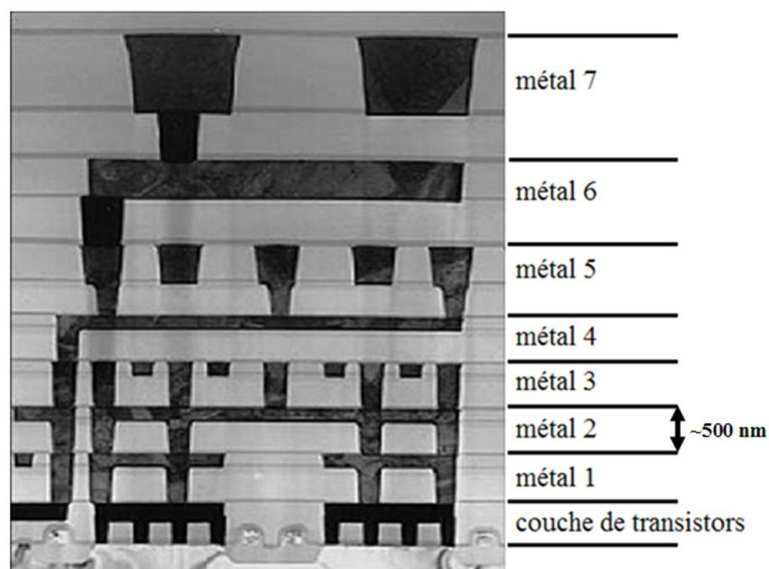 métal 7
métal 6
métal 5
métal 4
métal 3
métal 2
~500 nm
métal 1
couche de transistors